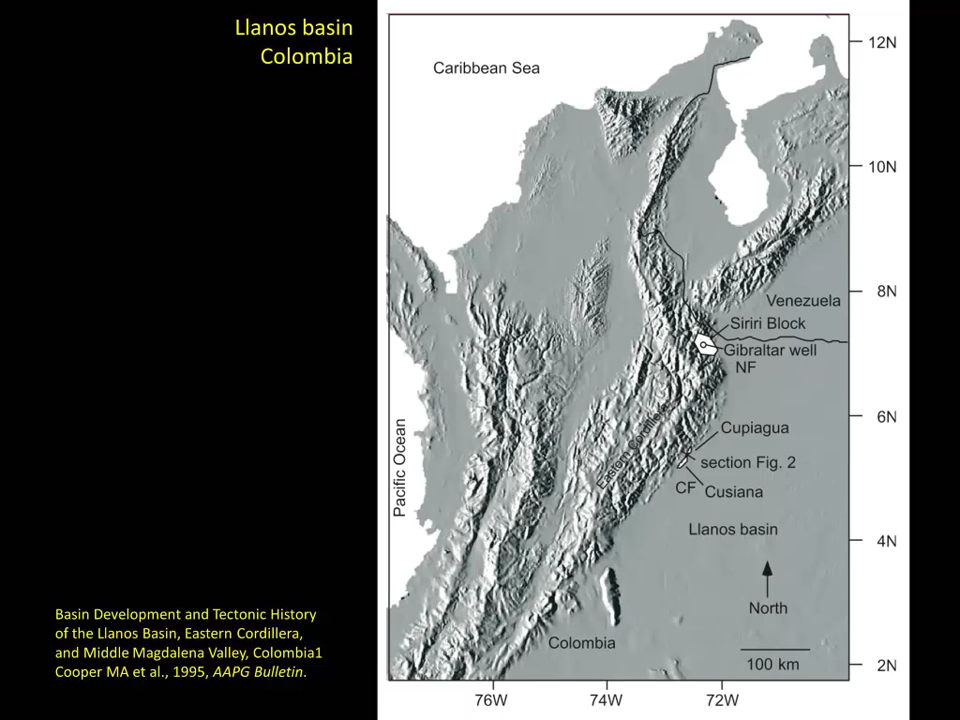 Llanos basin
Colombia
Caribbean Sea
12N
10N
8N
Venezuela
Siriri Block
Gibraltar well
NF
6N
Eastern Cordillera
Cupiagua
section Fig. 2
CF
Cusiana
Pacific Ocean
Llanos basin
4N
North
Colombia
100 km
2N
76W
74W
72W
Basin Development and Tectonic History
of the Llanos Basin, Eastern Cordillera,
and Middle Magdalena Valley, Colombia1
Cooper MA et al., 1995, AAPG Bulletin.